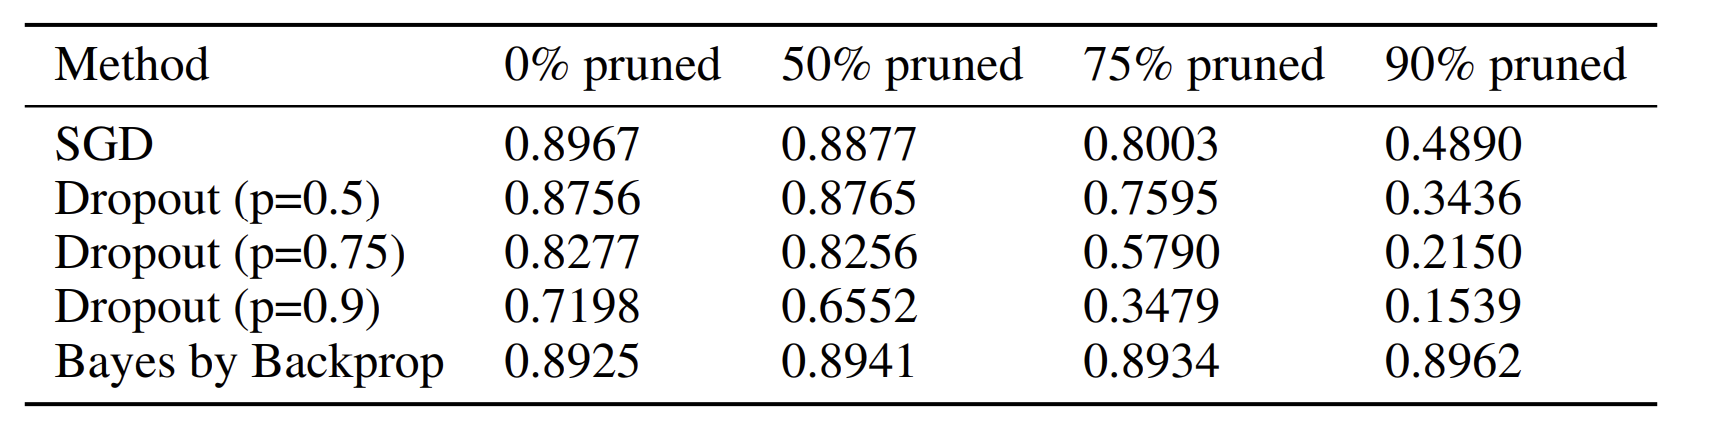 Method 0% pruned 50% pruned 75% pruned 90% pruned
SGD 0.8967 0.8877 0.8003 0.4890
Dropout (p=0.5) 0.8756 0.8765 0.7595 0.3436
Dropout (p=0.75) 0.8277 0.8256 0.5790 0.2150
Dropout (p=0.9) 0.7198 0.6552 0.3479 0.1539
Bayes by Backprop 0.8925 0.8941 0.8934 0.8962